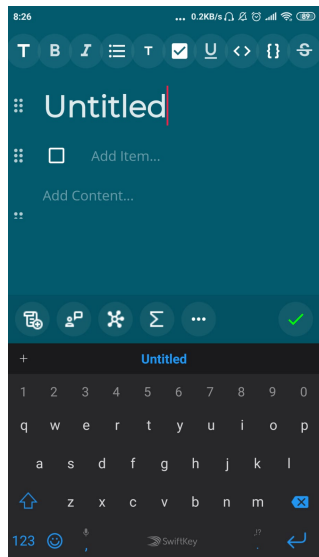 8:26 ... 0.2KB/s 89
T B I T U <> {} S
Untitled
Add Item...
Add Content...
Σ ...
+ Untitled
1 2 3 4 5 6 7 8 9 0
q w e r t y u i o p
a s d f g h j k l
z x c v b n m
123 , SwiftKey . ,!?